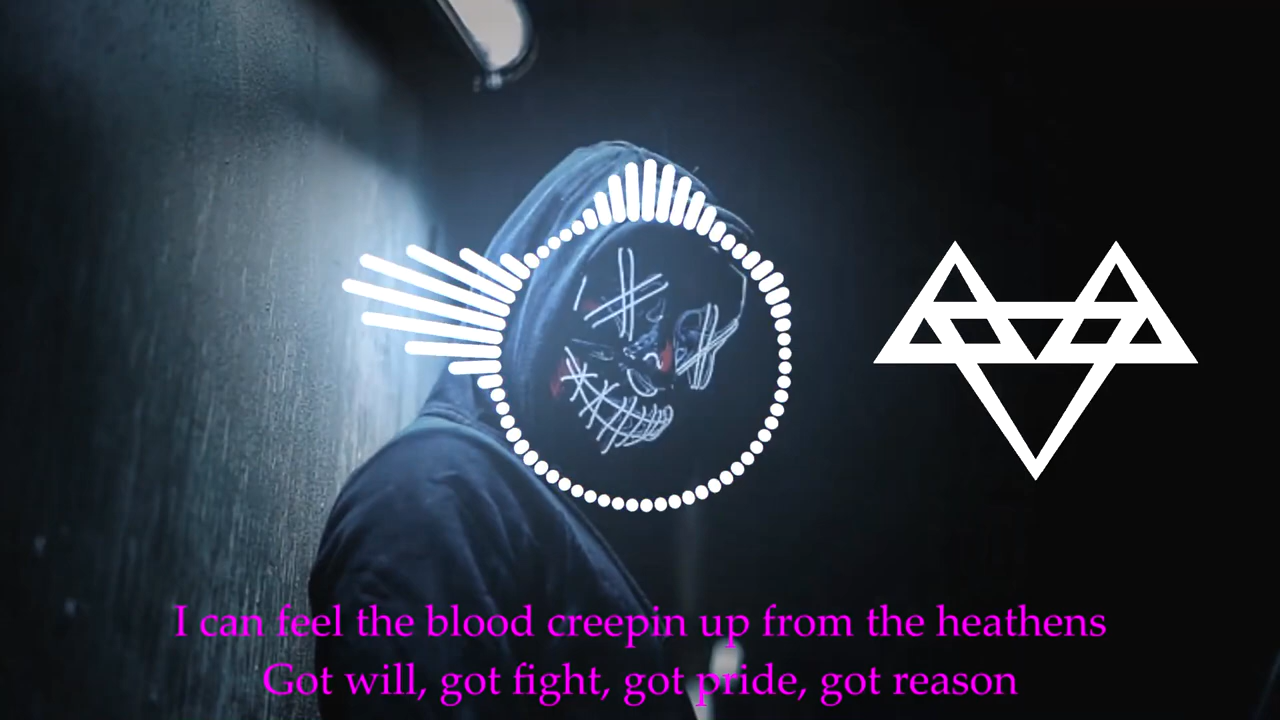 I can feel the blood creepin up from the heathens
Got will, got fight, got pride, got reason